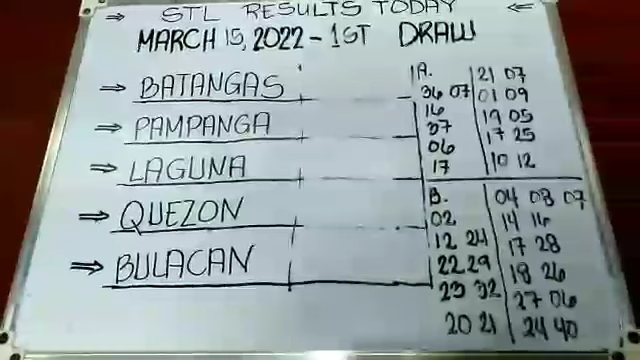 ⇒ STL RESULTS TODAY ⇐
MARCH 15, 2022 - 1ST DRAW
⇒ BATANGAS
⇒ PAMPANGA
⇒ LAGUNA
⇒ QUEZON
⇒ BULACAN
A.
36 07
16
37
06
17
21 07
01 09
19 05
17 25
10 12
B.
02
12 24
22 29
23 32
20 21
04 03 07
14 16
17 28
18 26
27 06
24 40